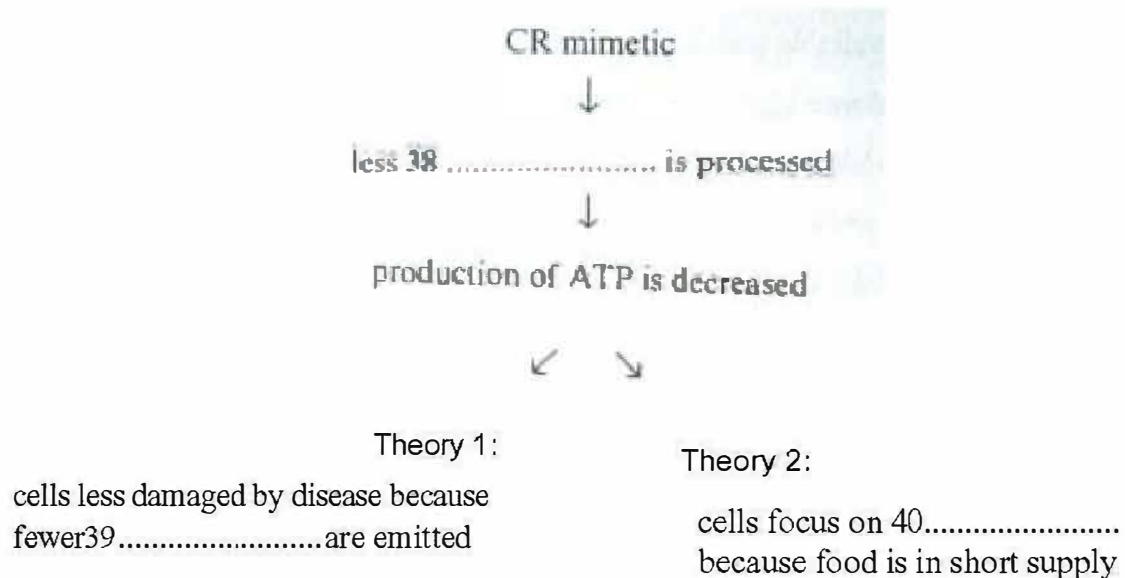 CR mimetic
↓
less 38 ........................ is processed
↓
production of ATP is decreased
↙ ↘
Theory 1:
cells less damaged by disease because
fewer39.........................are emitted
Theory 2:
cells focus on 40........................
because food is in short supply